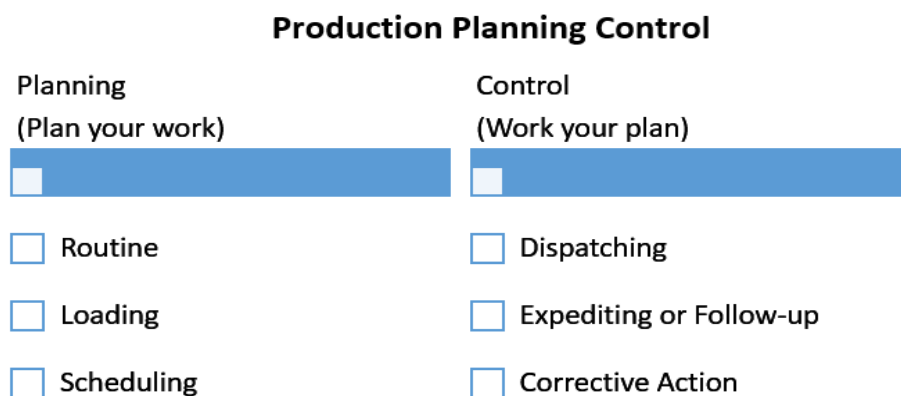 Production Planning Control
Planning
(Plan your work)
Routine
Loading
Scheduling
Control
(Work your plan)
Dispatching
Expediting or Follow-up
Corrective Action